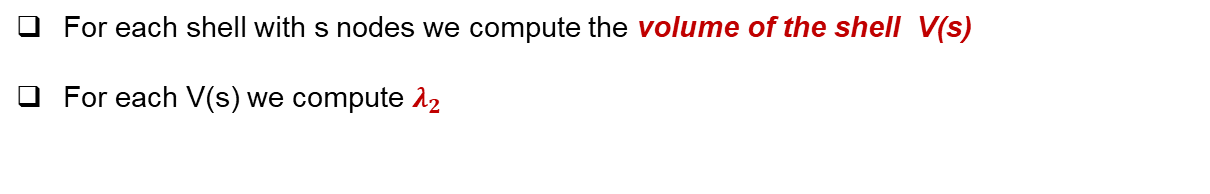 ❑ For each shell with s nodes we compute the volume of the shell V(s)
❑ For each V(s) we compute λ₂